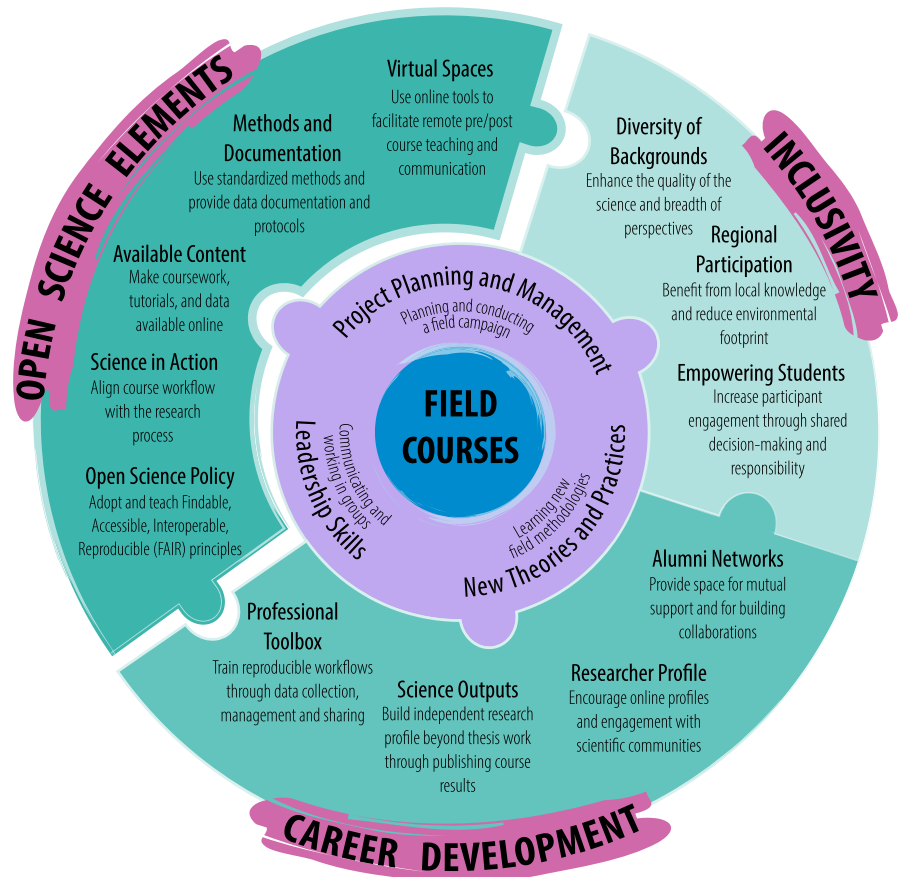 OPEN SCIENCE ELEMENTS
Virtual Spaces
Use online tools to
facilitate remote pre/post
course teaching and
communication
Methods and
Documentation
Use standardized methods and
provide data documentation and
protocols
Available Content
Make coursework,
tutorials, and data
available online
Science in Action
Align course workflow
with the research
process
Open Science Policy
Adopt and teach Findable,
Accessible, Interoperable,
Reproducible (FAIR) principles
INCLUSIVITY
Diversity of
Backgrounds
Enhance the quality of the
science and breadth of
perspectives
Regional
Participation
Benefit from local knowledge
and reduce environmental
footprint
Empowering Students
Increase participant
engagement through shared
decision-making and
responsibility
Project Planning and Management
Planning and conducting
a field campaign
FIELD
COURSES
Leadership Skills
Communicating and
working in groups
Learning new
field methodologies
New Theories and Practices
Alumni Networks
Provide space for mutual
support and for building
collaborations
Researcher Profile
Encourage online profiles
and engagement with
scientific communities
Science Outputs
Build independent research
profile beyond thesis work
through publishing course
results
Professional
Toolbox
Train reproducible workflows
through data collection,
management and sharing
CAREER DEVELOPMENT